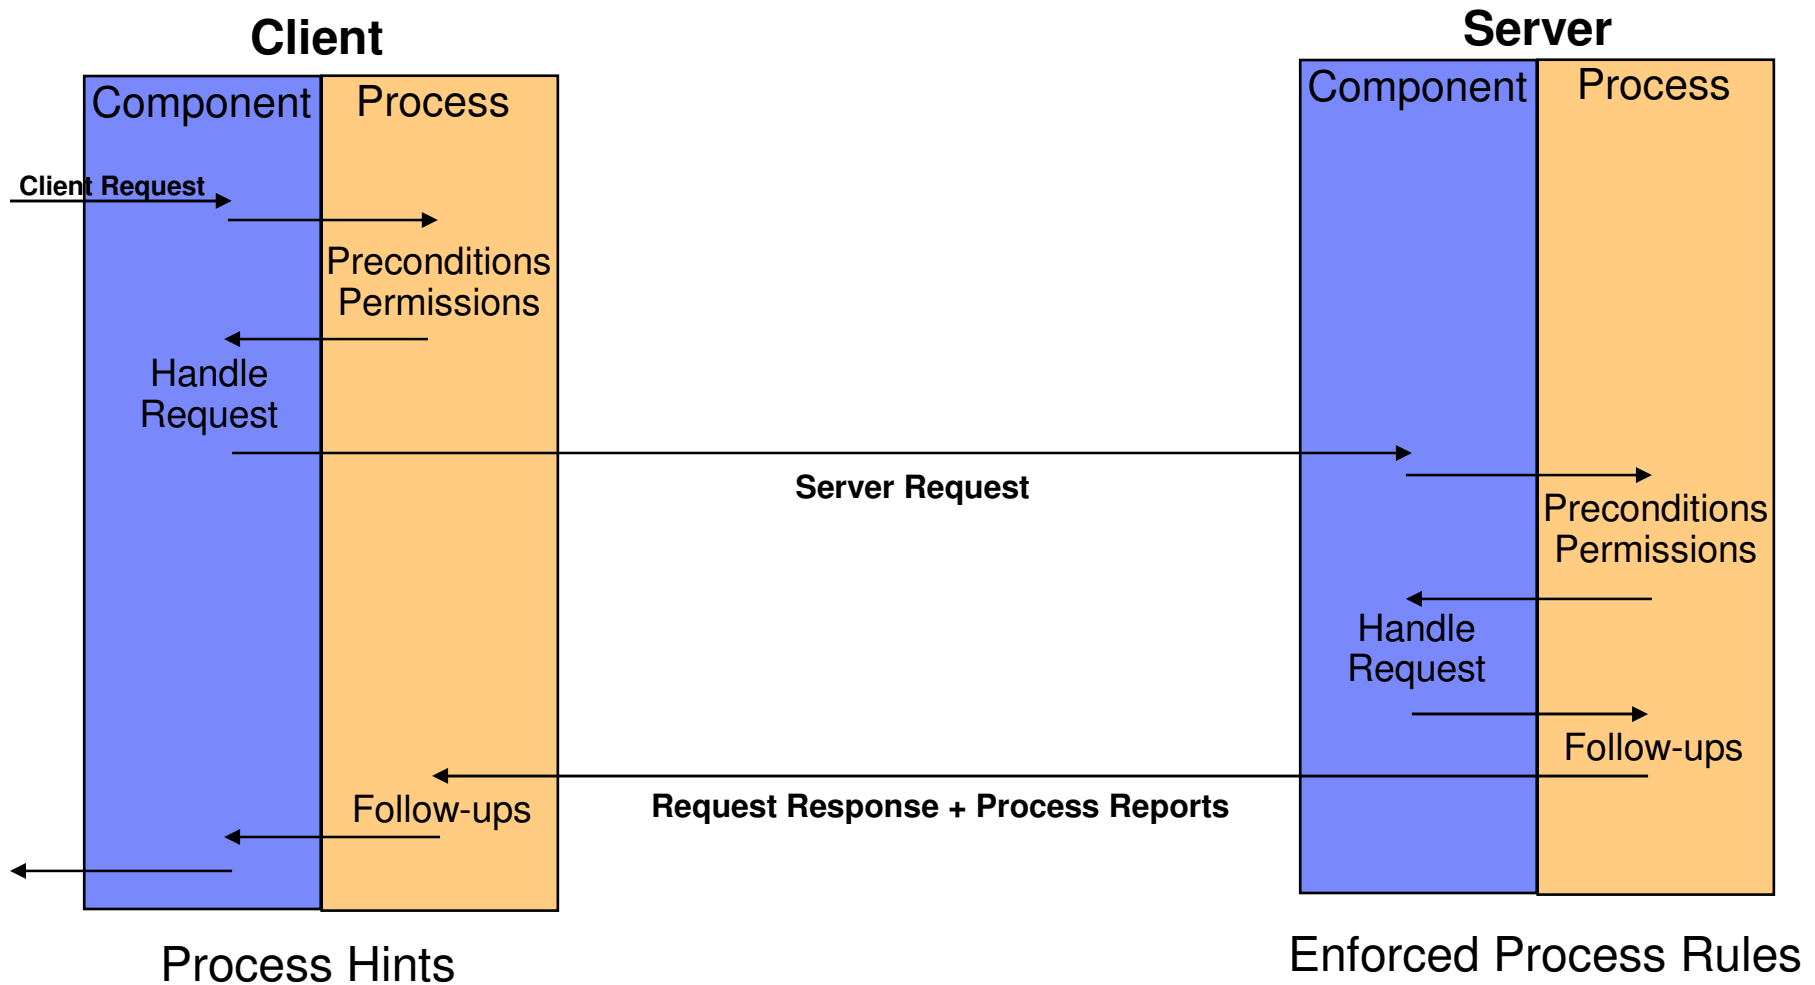 Client
Component
Process
Client Request
Preconditions
Permissions
Handle
Request
Follow-ups
Process Hints
Server Request
Request Response + Process Reports
Server
Component
Process
Preconditions
Permissions
Handle
Request
Follow-ups
Enforced Process Rules